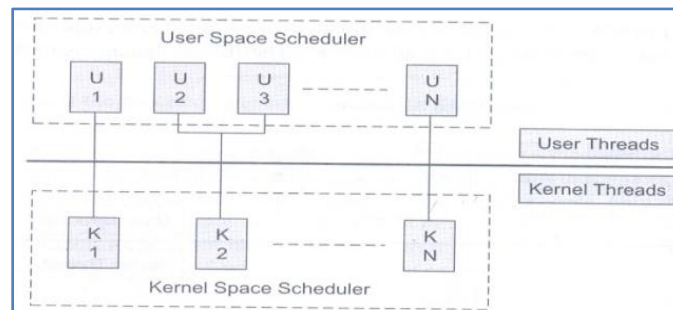 User Space Scheduler
U U U U
1 2 3 N
User Threads
Kernel Threads
K K K
1 2 N
Kernel Space Scheduler